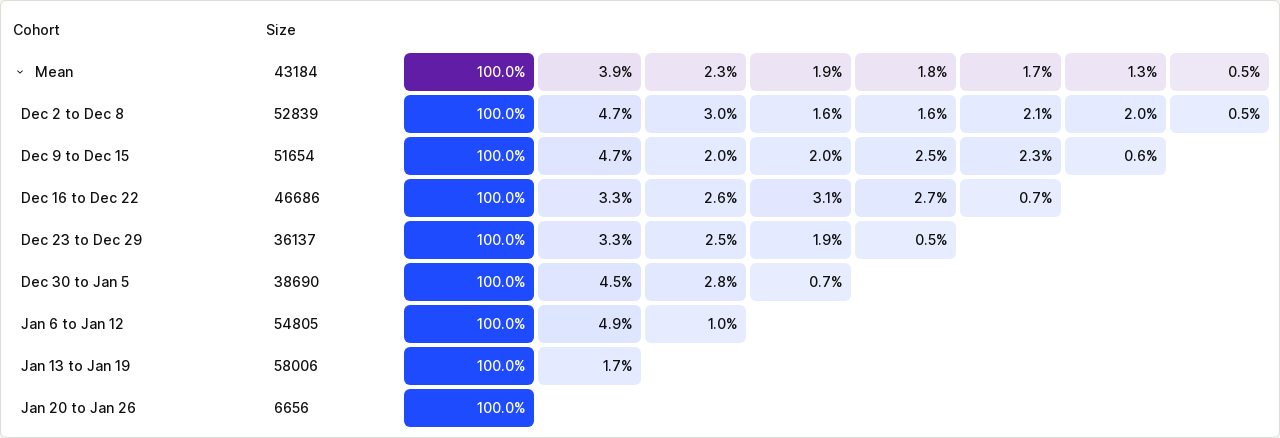 Cohort Size
Mean 43184 100.0% 3.9% 2.3% 1.9% 1.8% 1.7% 1.3% 0.5%
Dec 2 to Dec 8 52839 100.0% 4.7% 3.0% 1.6% 1.6% 2.1% 2.0% 0.5%
Dec 9 to Dec 15 51654 100.0% 4.7% 2.0% 2.0% 2.5% 2.3% 0.6%
Dec 16 to Dec 22 46686 100.0% 3.3% 2.6% 3.1% 2.7% 0.7%
Dec 23 to Dec 29 36137 100.0% 3.3% 2.5% 1.9% 0.5%
Dec 30 to Jan 5 38690 100.0% 4.5% 2.8% 0.7%
Jan 6 to Jan 12 54805 100.0% 4.9% 1.0%
Jan 13 to Jan 19 58006 100.0% 1.7%
Jan 20 to Jan 26 6656 100.0%